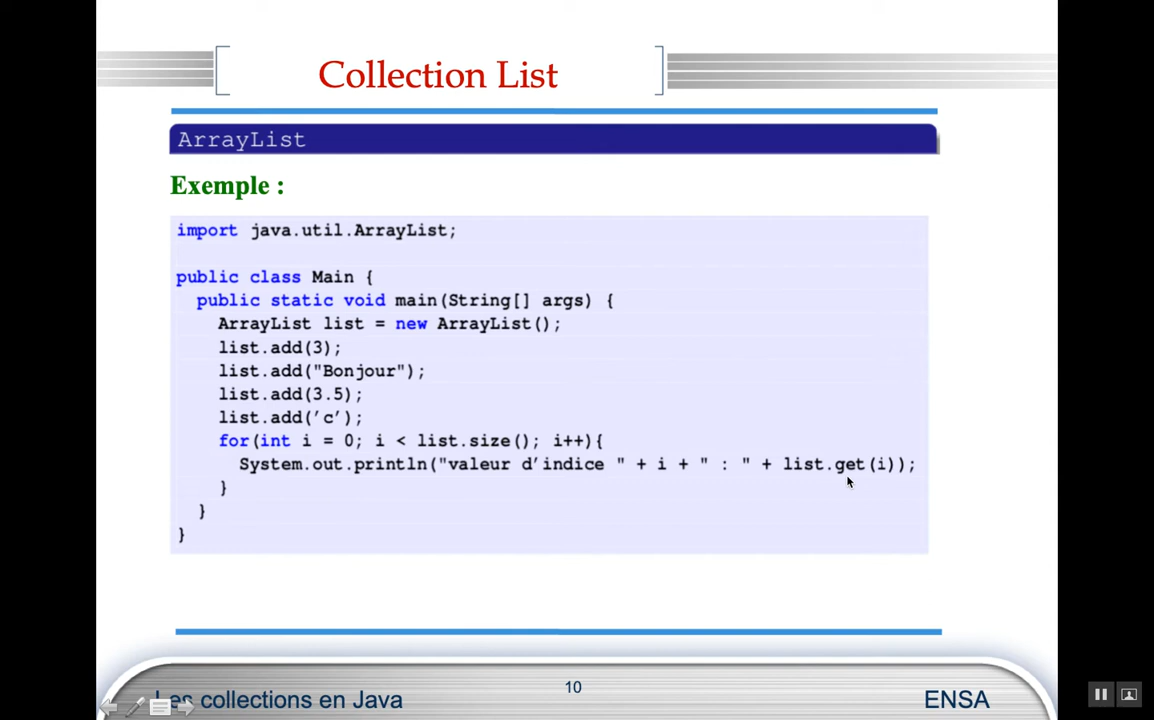 Collection List
ArrayList
Exemple :
import java.util.ArrayList;
public class Main {
public static void main(String[] args) {
ArrayList list = new ArrayList();
list.add(3);
list.add("Bonjour");
list.add(3.5);
list.add('c');
for(int i = 0; i < list.size(); i++){
System.out.println("valeur d'indice " + i + " : " + list.get(i));
}
}
}
Les collections en Java
10
ENSA